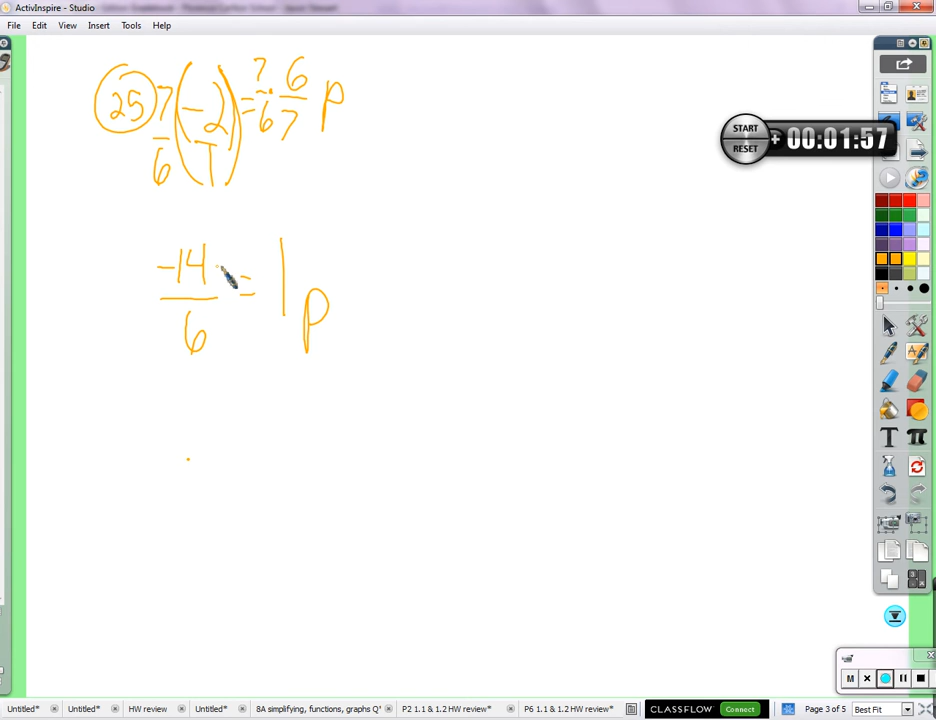 ActivInspire - Studio
File Edit View Insert Tools Help
25 7/6 (-2/1) = 7/6 · 6/7 p
-14/6 = 1p
START
RESET
+ 00:01:57
Untitled* HW review Untitled* 8A simplifying, functions, graphs Q' P2 1.1 & 1.2 HW review* P6 1.1 & 1.2 HW review* CLASSFLOW Connect Page 3 of 5 Best Fit
M